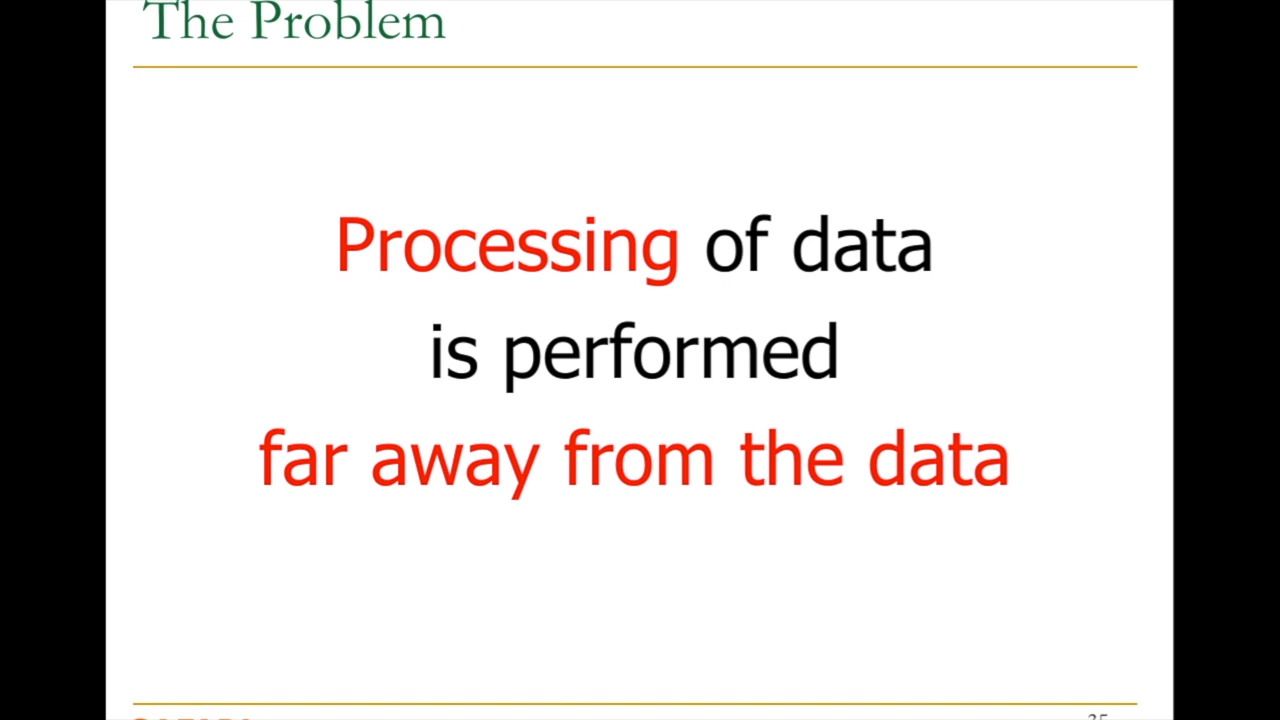 The Problem
Processing of data
is performed
far away from the data